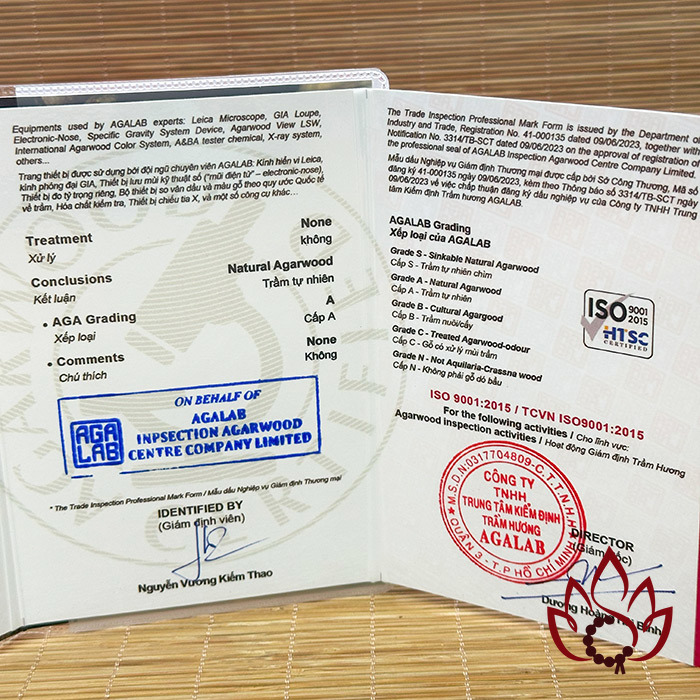 Equipments used by AGALAB experts: Leica Microscope, GIA Loupe,
Electronic-Nose, Specific Gravity System Device, Agarwood View LSW,
International Agarwood Color System, A&BA tester chemical, X-ray system,
others...
Trang thiết bị được sử dụng bởi đội ngũ chuyên viên AGALAB: Kính hiển vi Leica,
kính phóng đại GIA, Thiết bị lưu mùi kỹ thuật số ("mũi điện tử" – electronic-nose),
Thiết bị đo tỷ trọng riêng, Bộ thiết bị so vân dầu và màu gỗ theo quy ước Quốc tế
về trầm, Hóa chất kiểm tra, Thiết bị chiếu tia X, và một số công cụ khác...
Treatment None
Xử lý không
Conclusions Natural Agarwood
Kết luận Trầm tự nhiên
• AGA Grading A
Xếp loại Cấp A
• Comments None
Chú thích Không
ON BEHALF OF
AGALAB
INPSECTION AGARWOOD
CENTRE COMPANY LIMITED
AGA
LAB
* The Trade Inspection Professional Mark Form / Mẫu dấu Nghiệp vụ Giám định Thương mại
IDENTIFIED BY
(Giám định viên)
Nguyễn Vương Kiếm Thao
The Trade Inspection Professional Mark Form is issued by the Department of
Industry and Trade, Registration No. 41-000135 dated 09/06/2023, together with
Notification No. 3314/TB-SCT dated 09/06/2023 on the approval of registration of
the professional seal of AGALAB Inspection Agarwood Centre Company Limited.
Mẫu dấu Nghiệp vụ Giám định Thương mại được cấp bởi Sở Công Thương, Mã số
đăng ký 41-000135 ngày 09/06/2023, kèm theo Thông báo số 3314/TB-SCT ngày
09/06/2023 về việc chấp thuận đăng dấu nghiệp vụ của Công ty TNHH Trung
tâm Kiểm định Trầm hương AGALAB
AGALAB Grading
Xếp loại của AGALAB
Grade S - Sinkable Natural Agarwood
Cấp S - Trầm tự nhiên chìm
Grade A - Natural Agarwood
Cấp A - Trầm tự nhiên
Grade B - Cultural Agargood
Cấp B - Trầm nuôi/cấy
Grade C - Treated Agarwood-odour
Cấp C - Gỗ có xử lý mùi trầm
Grade N - Not Aquilaria-Crassna wood
Cấp N - Không phải gỗ dó bầu
ISO 9001
2015
HTSC
CERTIFIED
ISO 9001:2015 / TCVN ISO9001:2015
For the following activities / Cho lĩnh vực:
Agarwood inspection activities / Hoạt động Giám định Trầm Hương
M.S.D.N:0317704809-C.T.T.N.H.H
CÔNG TY
TNHH
TRUNG TÂM KIỂM ĐỊNH
TRẦM HƯƠNG
AGALAB
QUẬN 3 - T.P HỒ CHÍ MINH
DIRECTOR
(Giám đốc)
Dương Hoàng